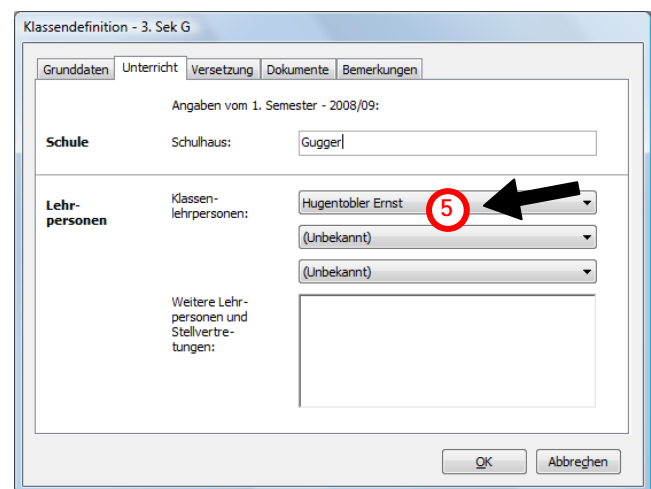 Klassendefinition - 3. Sek G
Grunddaten Unterricht Versetzung Dokumente Bemerkungen
Angaben vom 1. Semester - 2008/09:
Schule Schulhaus: Gugger
Lehr-
personen
Klassen-
lehrpersonen:
Hugentobler Ernst
5
(Unbekannt)
(Unbekannt)
Weitere Lehr-
personen und
Stellvertre-
tungen:
OK Abbrechen